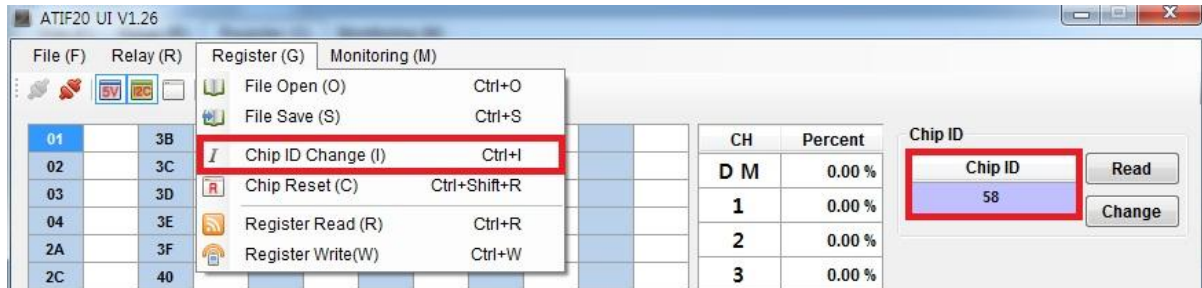 ATIF20 UI V1.26
File (F) Relay (R) Register (G) Monitoring (M)
5V I2C
File Open (O) Ctrl+O
File Save (S) Ctrl+S
I Chip ID Change (I) Ctrl+I
R Chip Reset (C) Ctrl+Shift+R
Register Read (R) Ctrl+R
Register Write(W) Ctrl+W
01 3B
02 3C
03 3D
04 3E
2A 3F
2C 40
CH Percent
D M 0.00 %
1 0.00 %
2 0.00 %
3 0.00 %
Chip ID
Chip ID
58
Read
Change